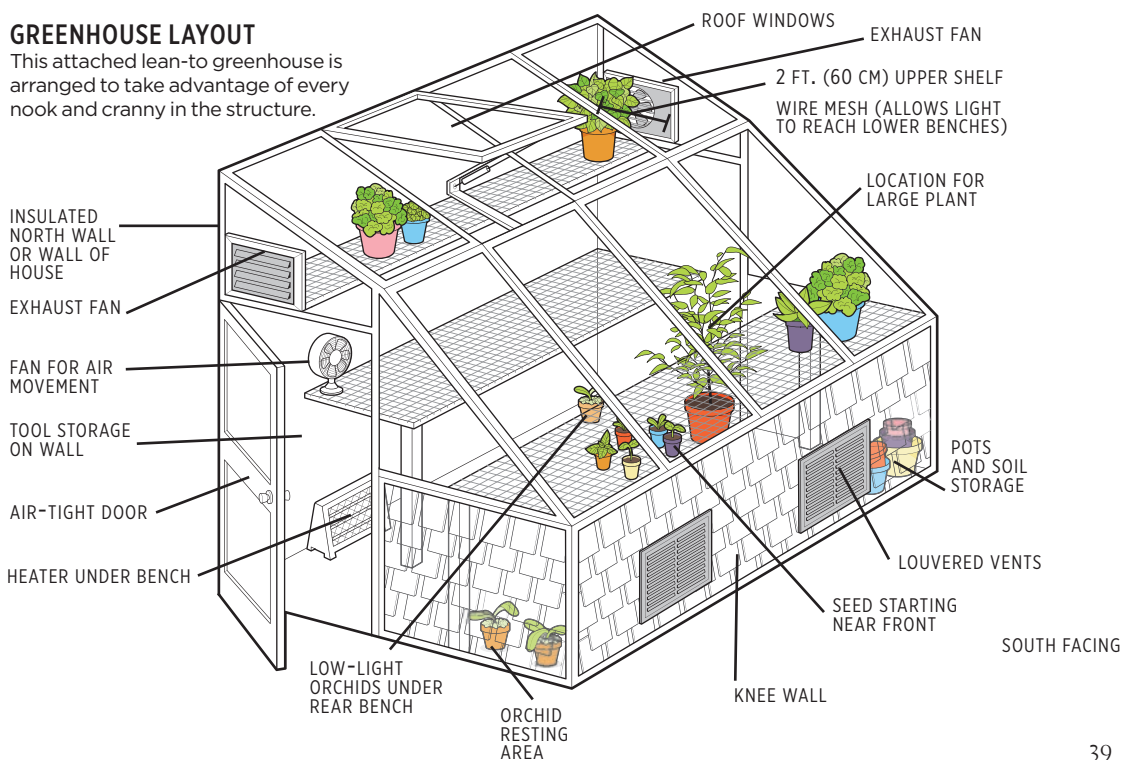 GREENHOUSE LAYOUT
This attached lean-to greenhouse is
arranged to take advantage of every
nook and cranny in the structure.
ROOF WINDOWS
EXHAUST FAN
2 FT. (60 CM) UPPER SHELF
WIRE MESH (ALLOWS LIGHT
TO REACH LOWER BENCHES)
LOCATION FOR
LARGE PLANT
INSULATED
NORTH WALL
OR WALL OF
HOUSE
EXHAUST FAN
FAN FOR AIR
MOVEMENT
TOOL STORAGE
ON WALL
AIR-TIGHT DOOR
HEATER UNDER BENCH
POTS
AND SOIL
STORAGE
LOUVERED VENTS
SEED STARTING
NEAR FRONT
SOUTH FACING
KNEE WALL
LOW-LIGHT
ORCHIDS UNDER
REAR BENCH
ORCHID
RESTING
AREA
39